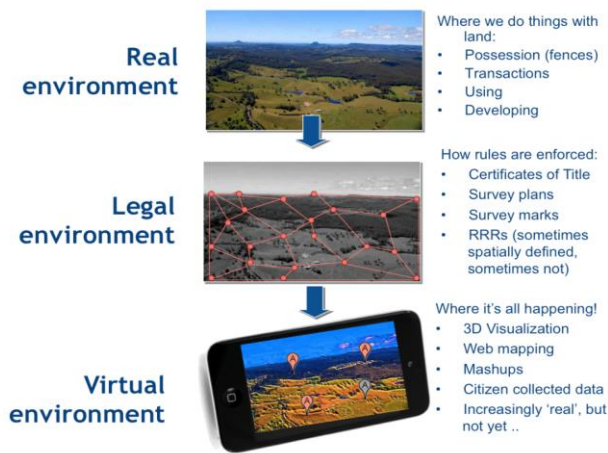 Real
environment
Where we do things with
land:
• Possession (fences)
• Transactions
• Using
• Developing
Legal
environment
How rules are enforced:
• Certificates of Title
• Survey plans
• Survey marks
• RRRs (sometimes
spatially defined,
sometimes not)
Virtual
environment
Where it's all happening!
• 3D Visualization
• Web mapping
• Mashups
• Citizen collected data
• Increasingly 'real', but
not yet ..